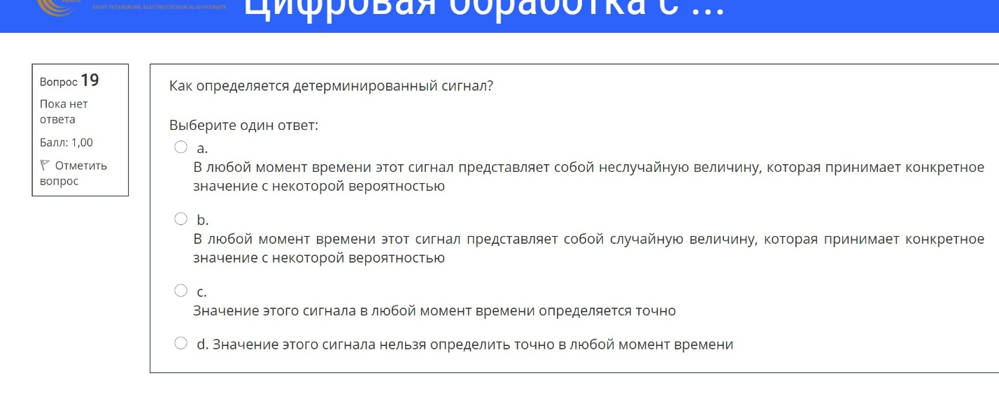 SAINT PETERSBURG ELECTROTECHNICAL UNIVERSITY
Цифровая обработка с ...
Вопрос 19
Пока нет
ответа
Балл: 1,00
Отметить
вопрос
Как определяется детерминированный сигнал?
Выберите один ответ:
a.
В любой момент времени этот сигнал представляет собой неслучайную величину, которая принимает конкретное
значение с некоторой вероятностью
b.
В любой момент времени этот сигнал представляет собой случайную величину, которая принимает конкретное
значение с некоторой вероятностью
c.
Значение этого сигнала в любой момент времени определяется точно
d. Значение этого сигнала нельзя определить точно в любой момент времени